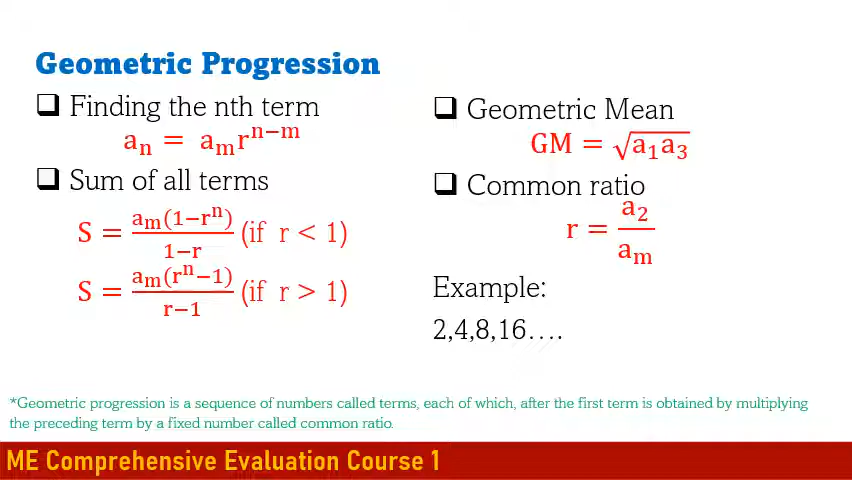 Geometric Progression
❑ Finding the nth term
aₙ = aₘrⁿ⁻ᵐ
❑ Sum of all terms
S = aₘ(1−rⁿ)/1−r (if r < 1)
S = aₘ(rⁿ−1)/r−1 (if r > 1)
❑ Geometric Mean
GM = √a₁a₃
❑ Common ratio
r = a₂/aₘ
Example:
2,4,8,16….
*Geometric progression is a sequence of numbers called terms, each of which, after the first term is obtained by multiplying
the preceding term by a fixed number called common ratio.
ME Comprehensive Evaluation Course 1